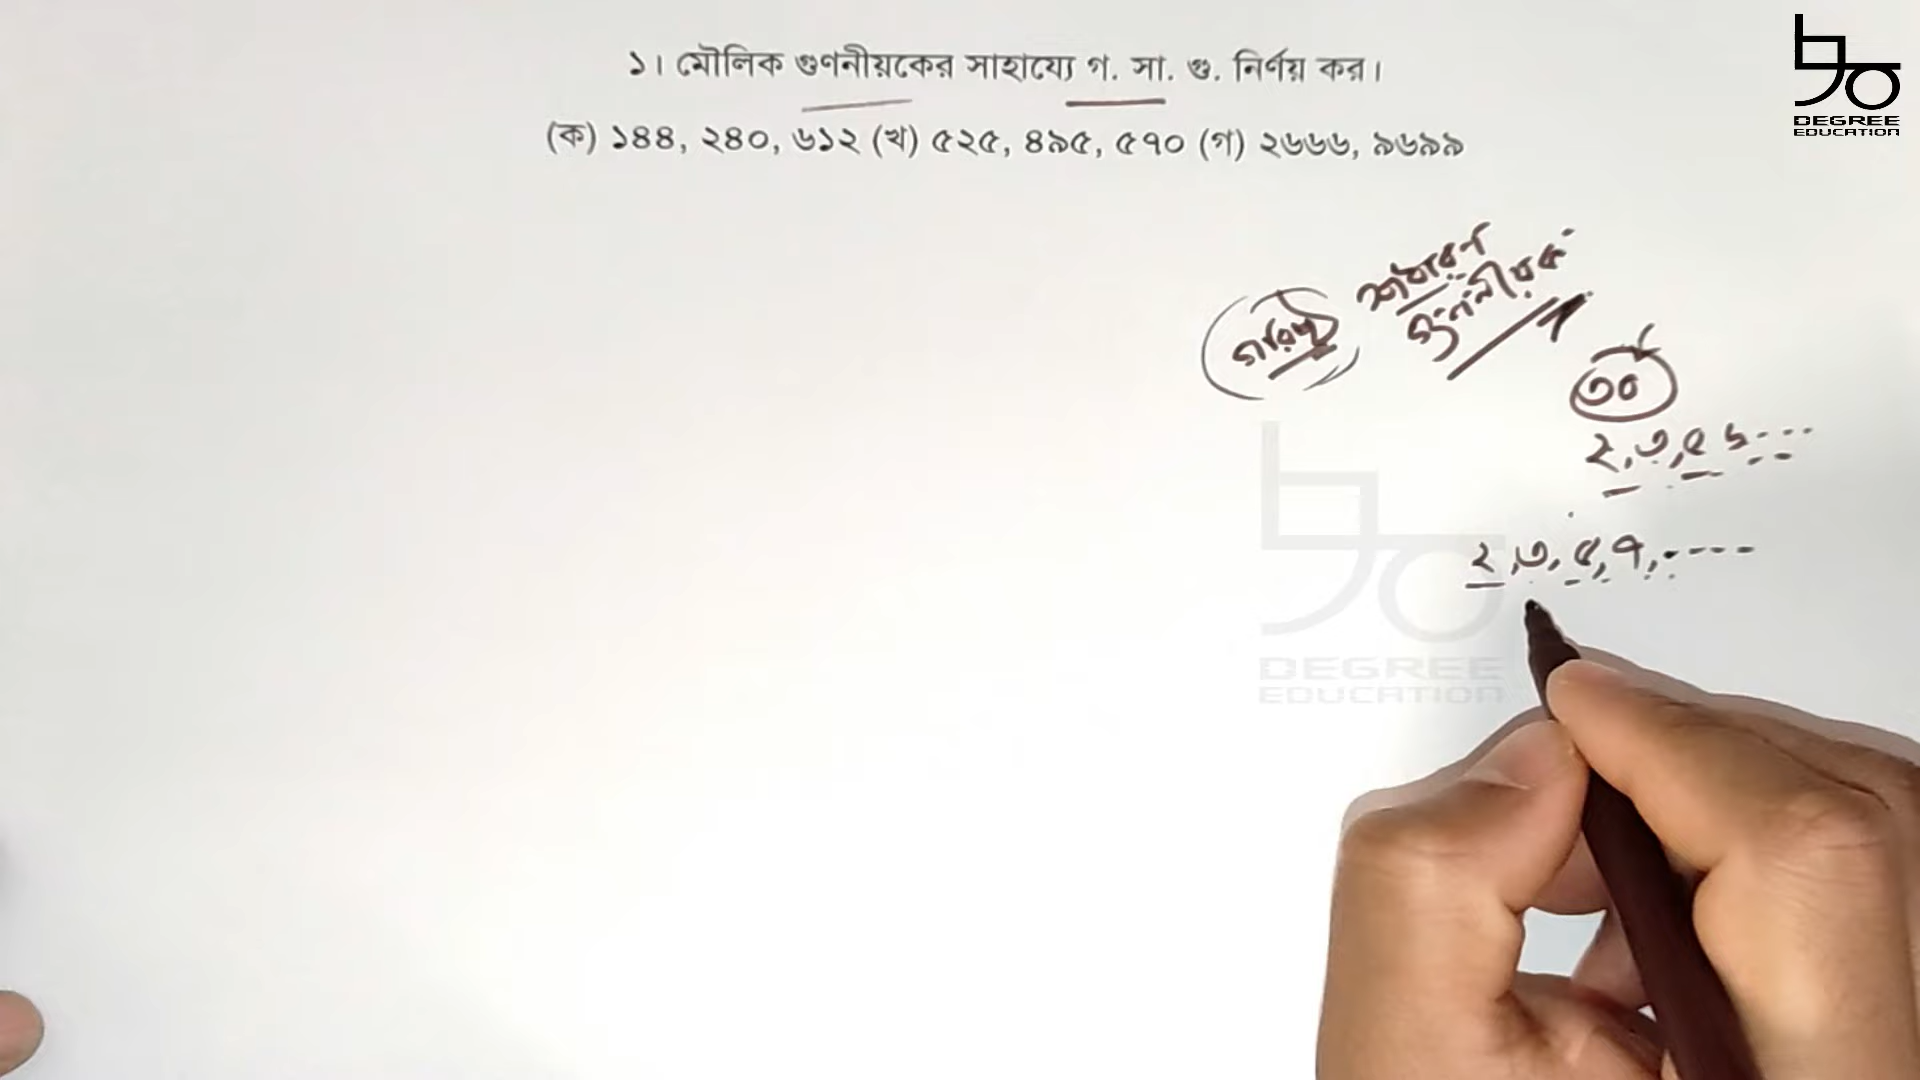 ১। মৌলিক গুণনীয়কের সাহায্যে গ. সা. গু. নির্ণয় কর।
(ক) ১৪৪, ২৪০, ৬১২ (খ) ৫২৫, ৪৯৫, ৫৭০ (গ) ২৬৬৬, ৯৬৯৯
DEGREE
EDUCATION
গরিষ্ঠ
সাধারণ
গুণনীয়ক
৩০
২, ৩, ৫ ৬ ....
২, ৩, ৫, ৭, -----
DEGREE
EDUCATION